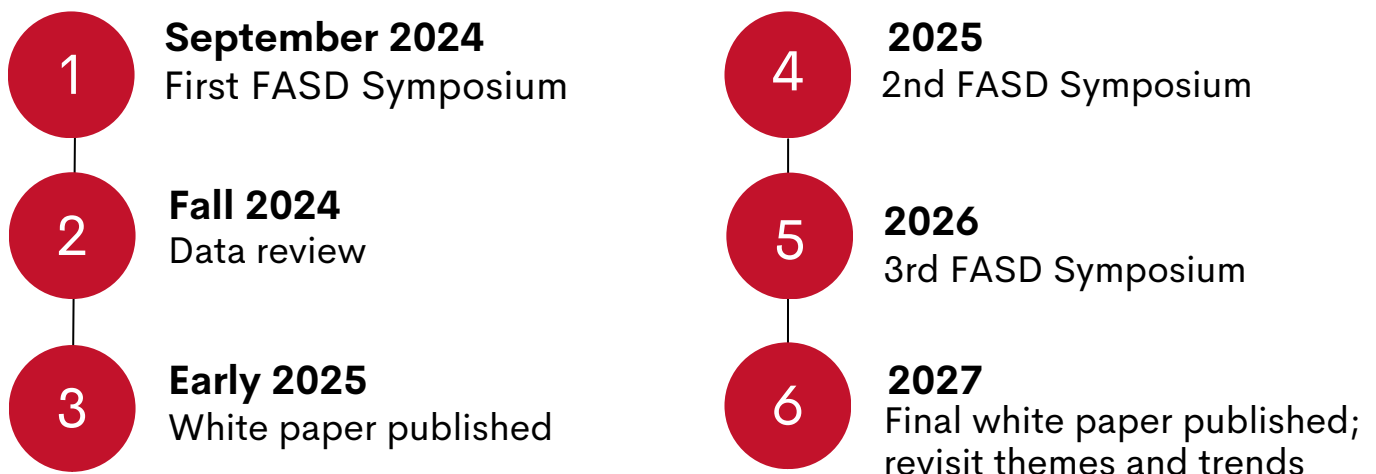 1
September 2024
First FASD Symposium
2
Fall 2024
Data review
3
Early 2025
White paper published
4
2025
2nd FASD Symposium
5
2026
3rd FASD Symposium
6
2027
Final white paper published;
revisit themes and trends